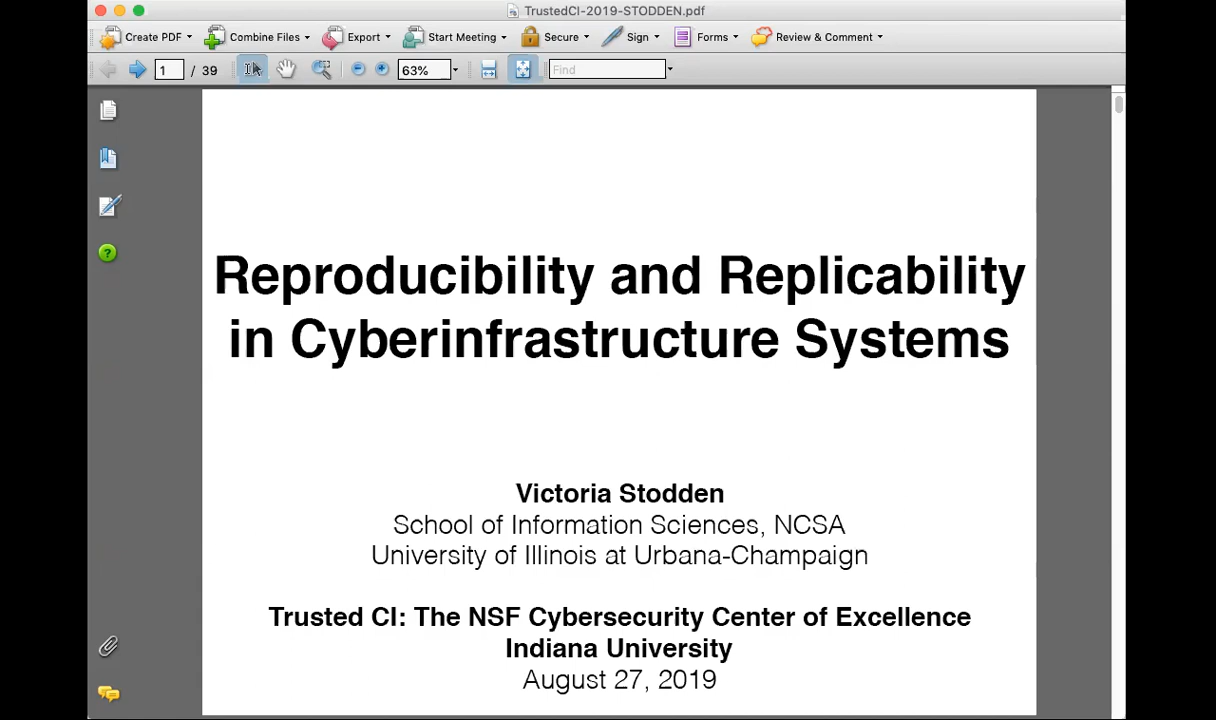 TrustedCI-2019-STODDEN.pdf
Create PDF Combine Files Export Start Meeting Secure Sign Forms Review & Comment
1 / 39 63% Find
Reproducibility and Replicability
in Cyberinfrastructure Systems
Victoria Stodden
School of Information Sciences, NCSA
University of Illinois at Urbana-Champaign
Trusted CI: The NSF Cybersecurity Center of Excellence
Indiana University
August 27, 2019